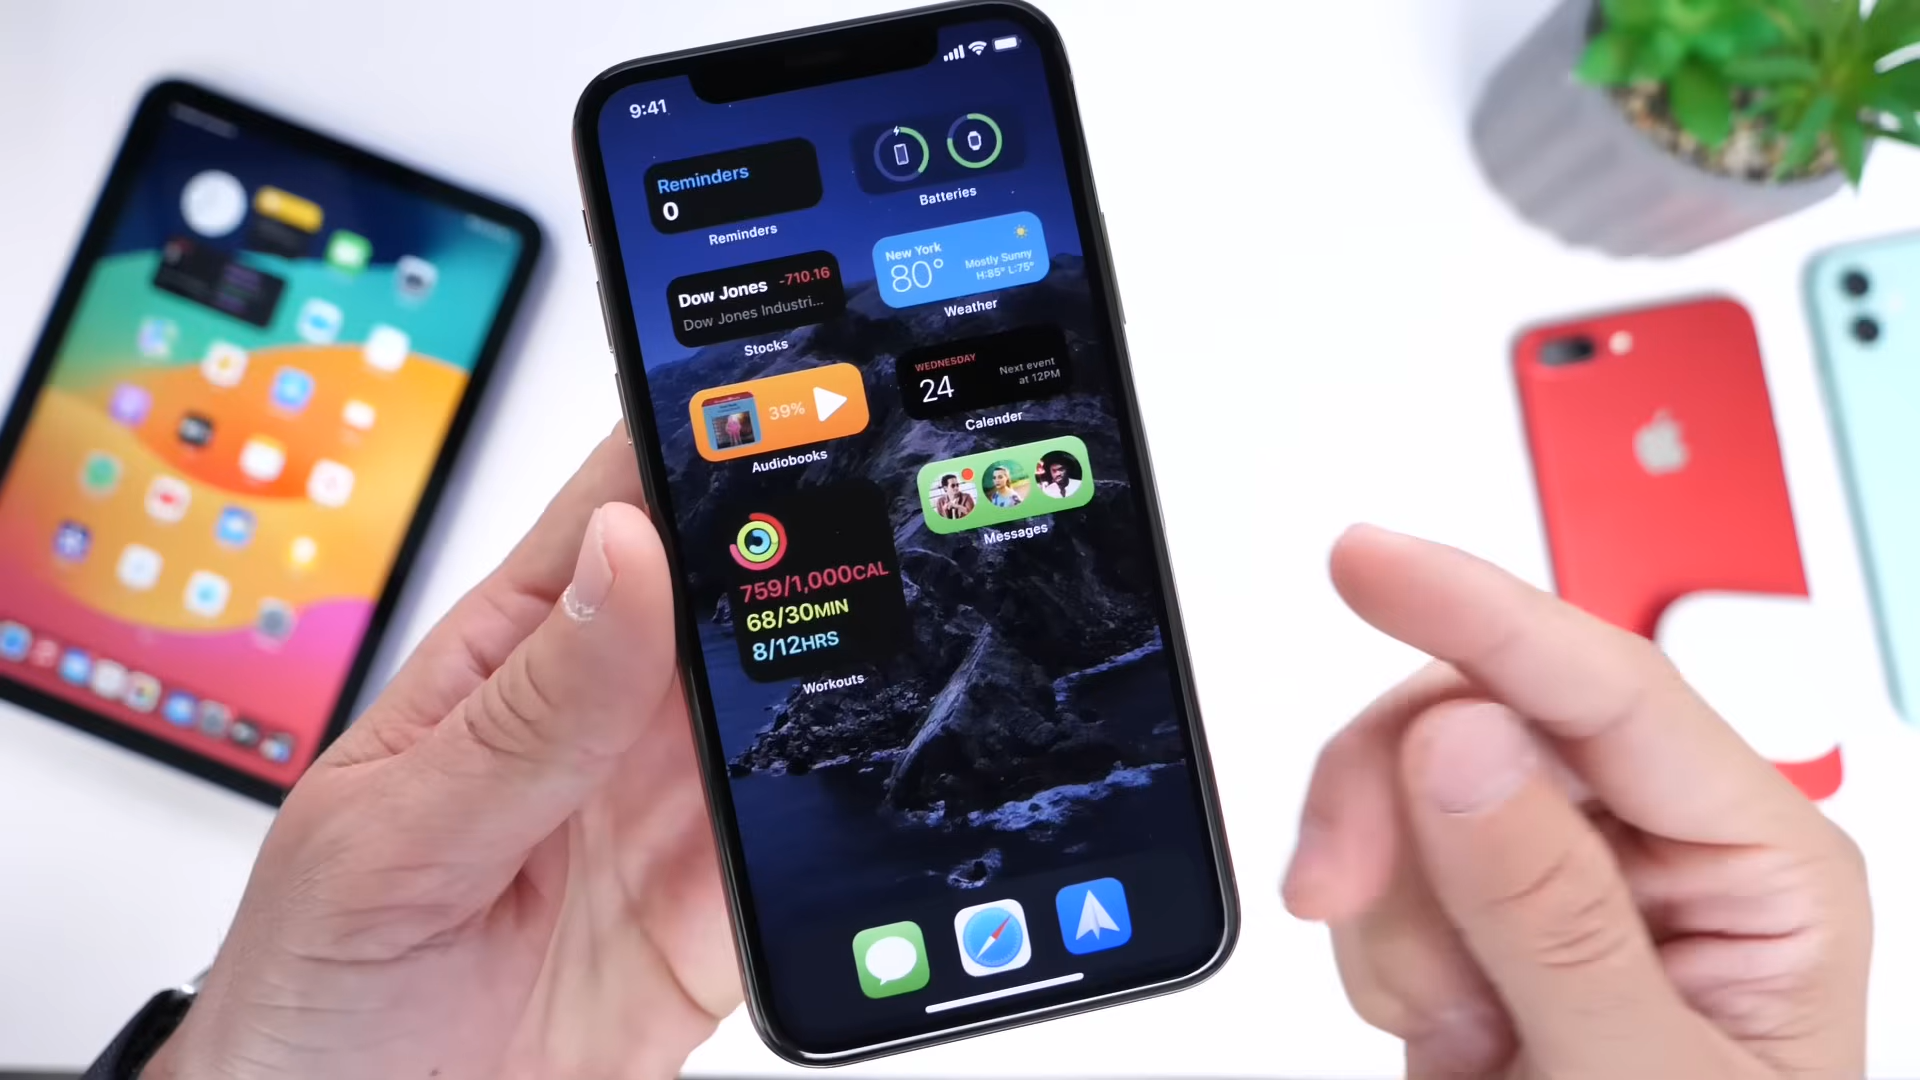 9:41
Reminders
0
Reminders
Batteries
Dow Jones -710.16
Dow Jones Industri...
Stocks
New York
80°
Mostly Sunny
H:85° L:75°
Weather
39%
Audiobooks
WEDNESDAY
24
Next event
at 12PM
Calender
759/1,000CAL
68/30MIN
8/12HRS
Workouts
Messages